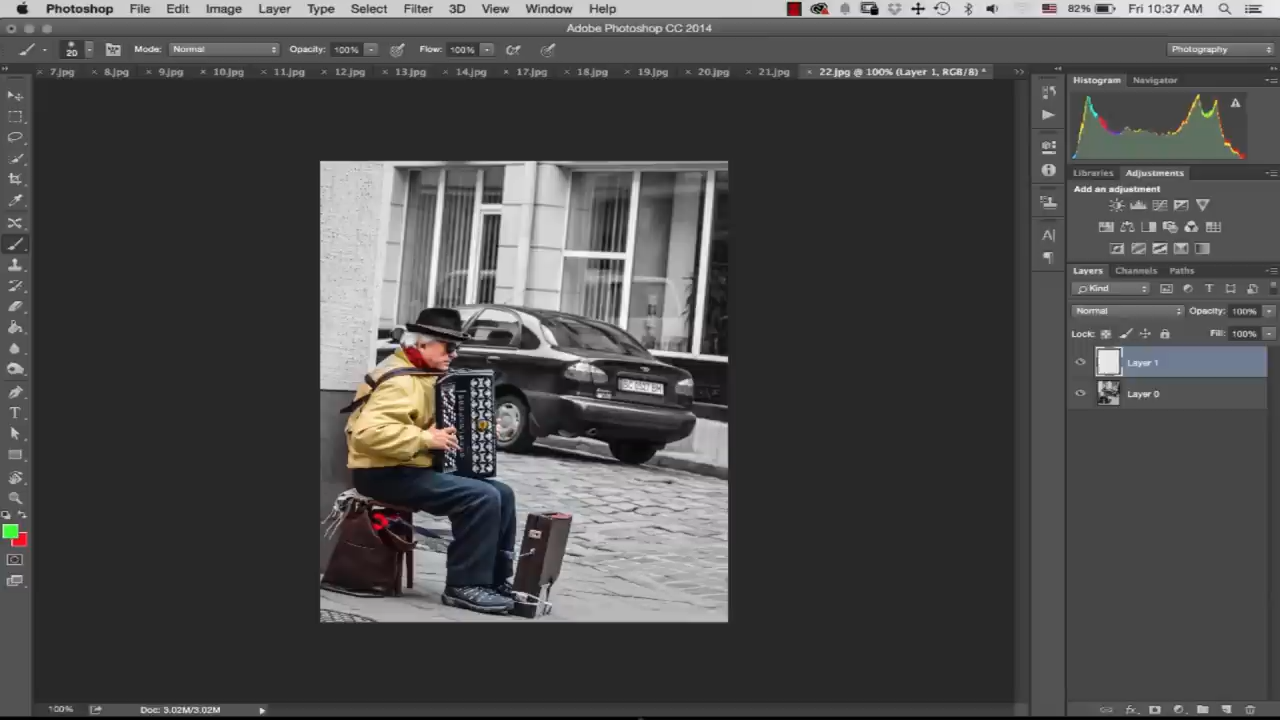 Photoshop File Edit Image Layer Type Select Filter 3D View Window Help 82% Fri 10:37 AM
Adobe Photoshop CC 2014
20 Mode: Normal Opacity: 100% Flow: 100% Photography
7.jpg 8.jpg 9.jpg 10.jpg 11.jpg 12.jpg 13.jpg 14.jpg 17.jpg 18.jpg 19.jpg 20.jpg 21.jpg 22.jpg @ 100% (Layer 1, RGB/8) *
Histogram Navigator
Libraries Adjustments
Add an adjustment
Layers Channels Paths
Kind
Normal Opacity: 100%
Lock: Fill: 100%
Layer 1
Layer 0
100% Doc: 3.02M/3.02M